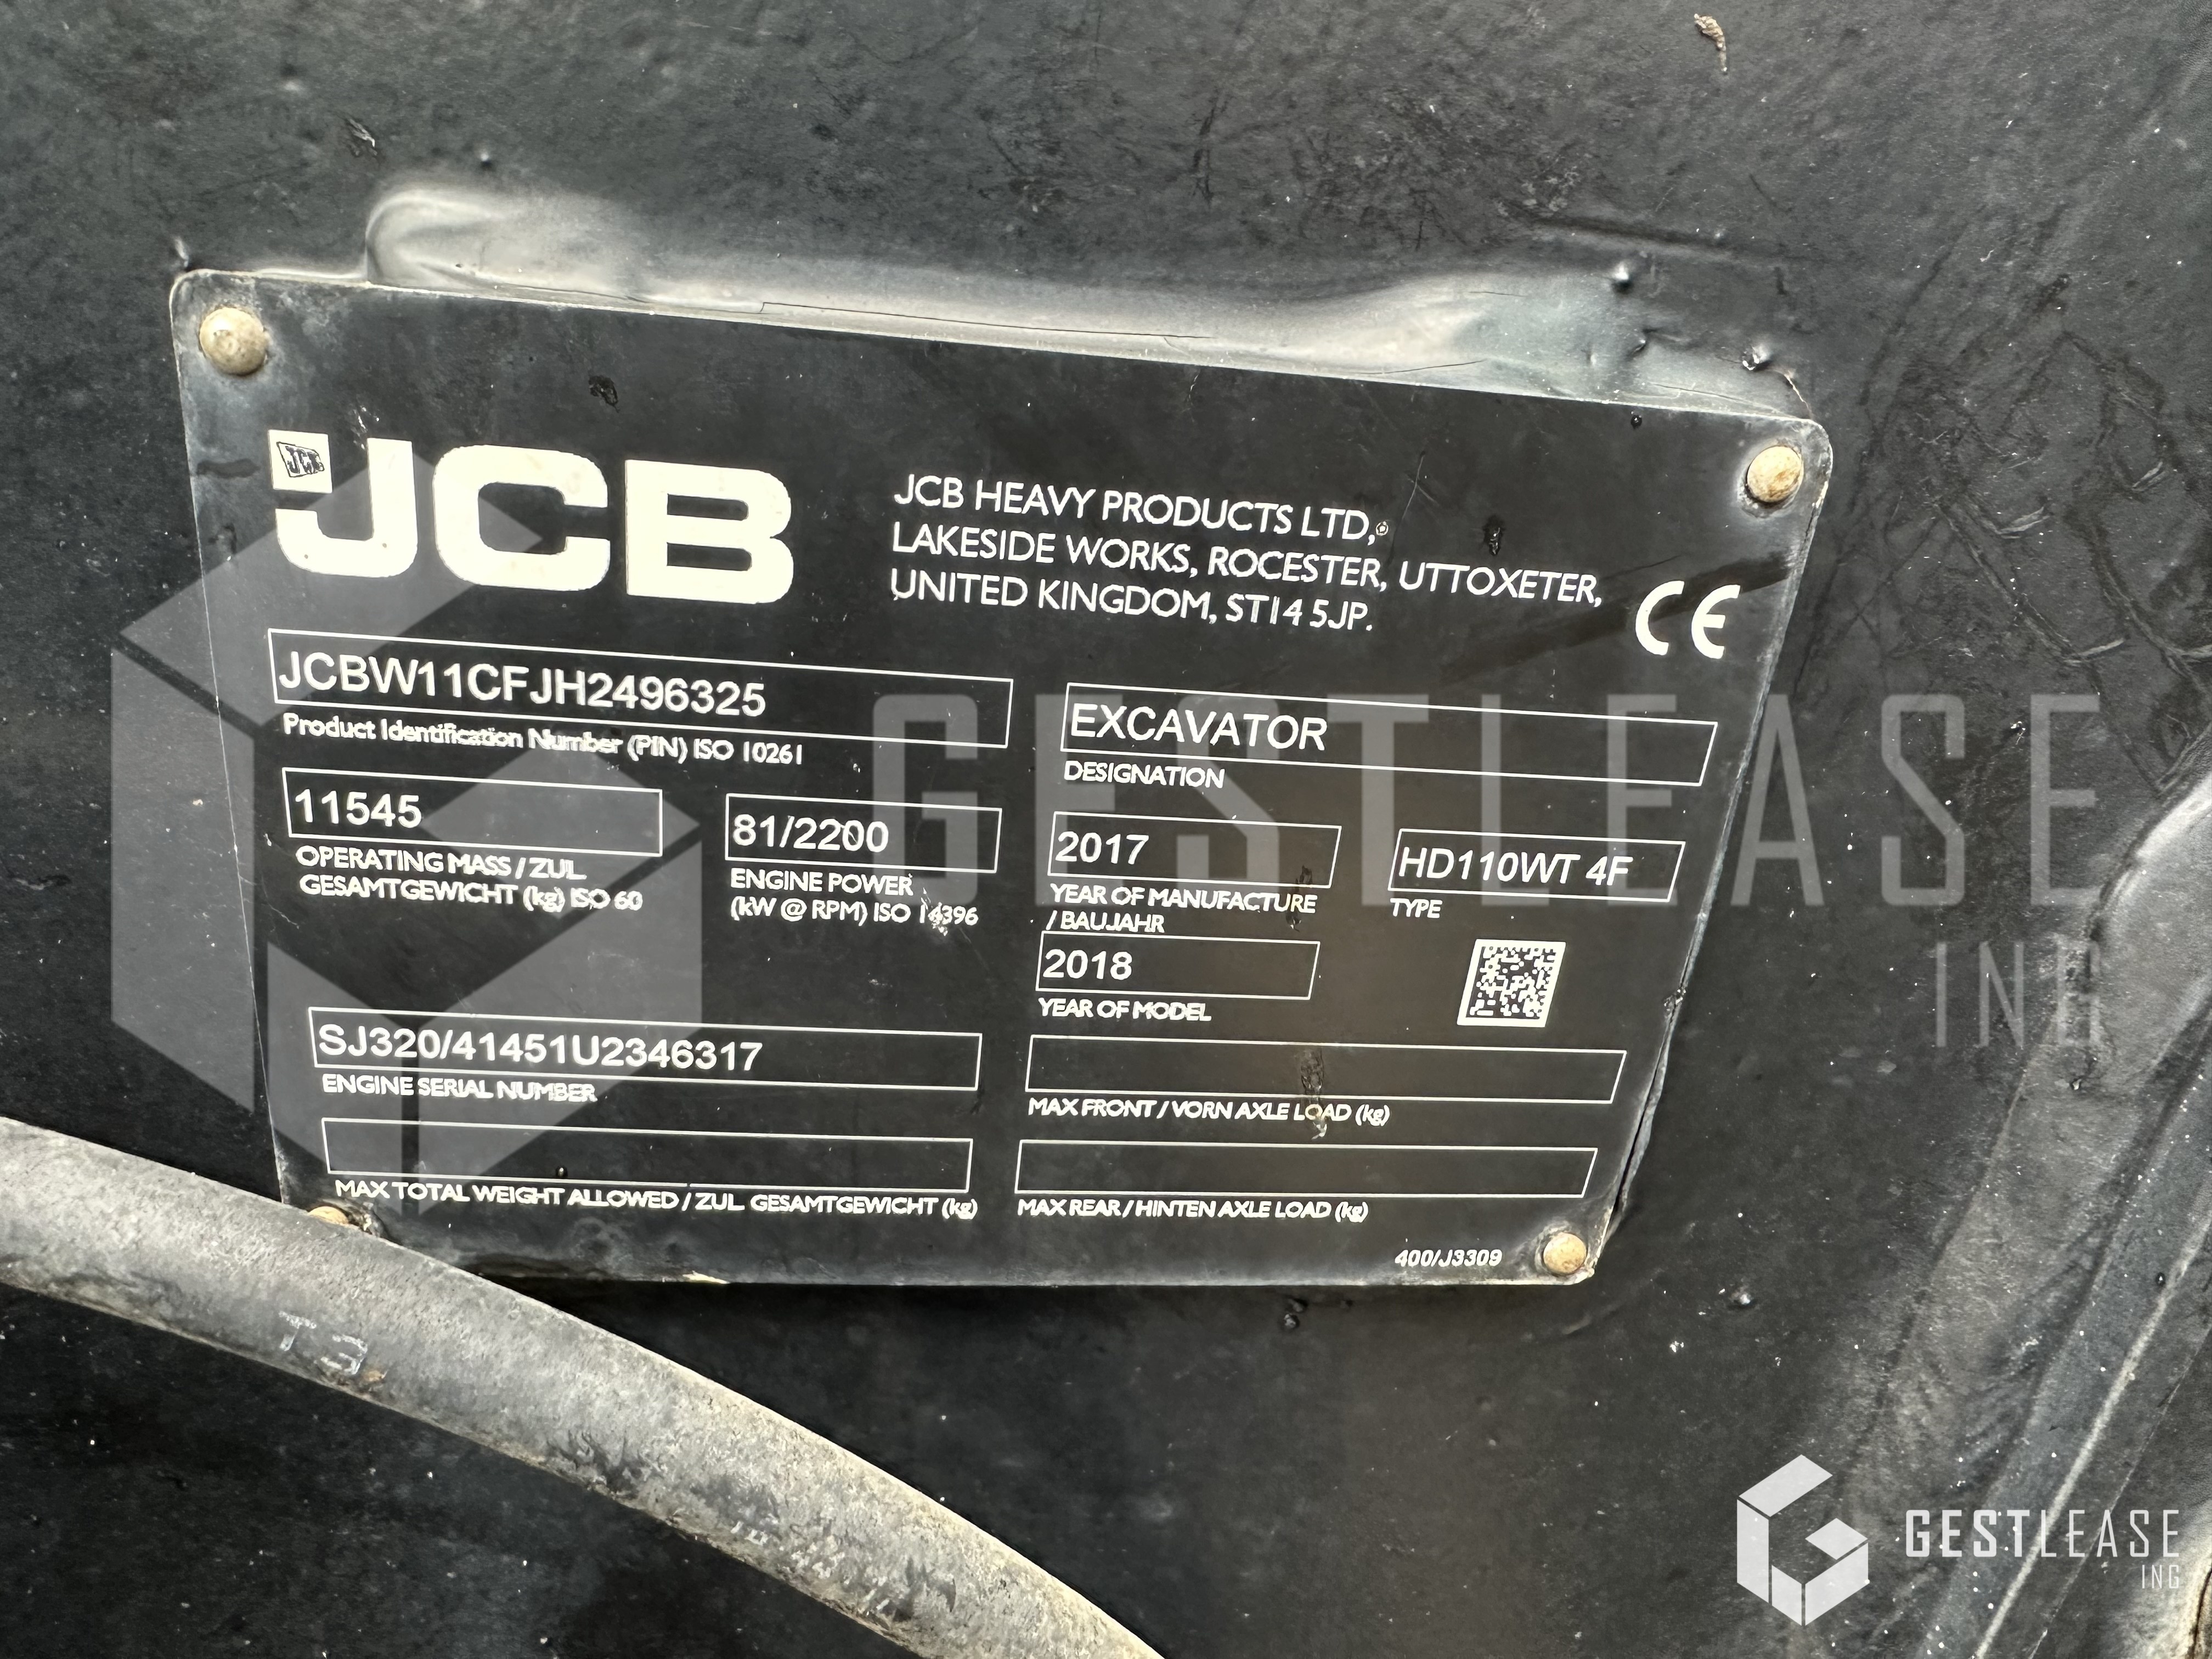 JCB
JCB
JCB HEAVY PRODUCTS LTD,
LAKESIDE WORKS, ROCESTER, UTTOXETER,
UNITED KINGDOM, ST14 5JP.
CE
JCBW11CFJH2496325
Product Identification Number (PIN) ISO 10261
EXCAVATOR
DESIGNATION
11545
OPERATING MASS / ZUL
GESAMTGEWICHT (kg) ISO 60
81/2200
ENGINE POWER
(kW @ RPM) ISO 14396
2017
YEAR OF MANUFACTURE
/ BAUJAHR
HD110WT 4F
TYPE
2018
YEAR OF MODEL
SJ320/41451U2346317
ENGINE SERIAL NUMBER
MAX FRONT / VORN AXLE LOAD (kg)
MAX TOTAL WEIGHT ALLOWED / ZUL. GESAMTGEWICHT (kg)
MAX REAR / HINTEN AXLE LOAD (kg)
400/J3309
GESTLEASE
ING
GESTLEASE
ING